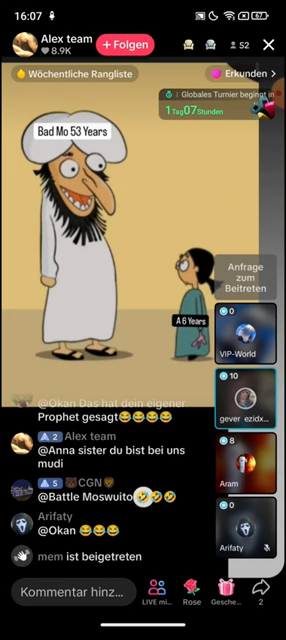 16:07
67
Alex team
8.9K
+ Folgen
52
Wöchentliche Rangliste
Erkunden >
Globales Turnier beginnt in
1Tag07Stunden
Bad Mo 53 Years
A 6 Years
Anfrage
zum
Beitreten
0
VIP-World
10
gever ezidx...
8
Aram
0
Arifaty
@Okan Das hat dein eigener
Prophet gesagt😂😂😂😂
2 Alex team
@Anna sister du bist bei uns
mudi
5 🐻CGN🦁
@Battle Moswuito🤣🤣🤣
Arifaty
@Okan 😂😂😂
mem ist beigetreten
Kommentar hinz...
LIVE mi...
Rose
Gesche...
2